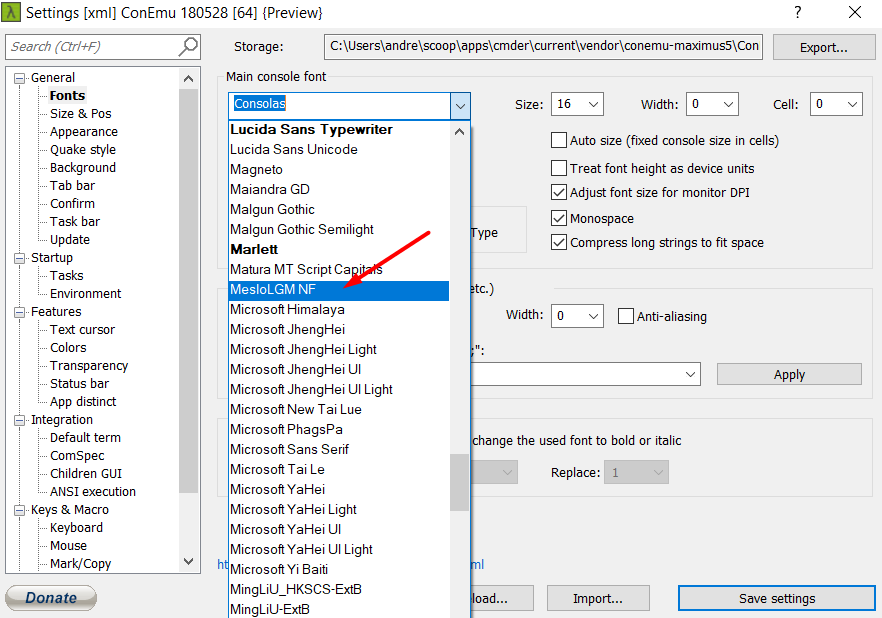 Settings [xml] ConEmu 180528 [64] {Preview}
Search (Ctrl+F)
Storage:
C:\Users\andre\scoop\apps\cmder\current\vendor\conemu-maximus5\Con
Export...
General
Fonts
Size & Pos
Appearance
Quake style
Background
Tab bar
Confirm
Task bar
Update
Startup
Tasks
Environment
Features
Text cursor
Colors
Transparency
Status bar
App distinct
Integration
Default term
ComSpec
Children GUI
ANSI execution
Keys & Macro
Keyboard
Mouse
Mark/Copy
Donate
Main console font
Consolas
Size: 16
Width: 0
Cell: 0
Lucida Sans Typewriter
Lucida Sans Unicode
Magneto
Maiandra GD
Malgun Gothic
Malgun Gothic Semilight
Marlett
Matura MT Script Capitals
MesloLGM NF
Microsoft Himalaya
Microsoft JhengHei
Microsoft JhengHei Light
Microsoft JhengHei UI
Microsoft JhengHei UI Light
Microsoft New Tai Lue
Microsoft PhagsPa
Microsoft Sans Serif
Microsoft Tai Le
Microsoft YaHei
Microsoft YaHei Light
Microsoft YaHei UI
Microsoft YaHei UI Light
Microsoft Yi Baiti
MingLiU_HKSCS-ExtB
MingLiU-ExtB
Auto size (fixed console size in cells)
Treat font height as device units
Adjust font size for monitor DPI
Monospace
Compress long strings to fit space
Type
etc.)
Width: 0
Anti-aliasing
;":
Apply
change the used font to bold or italic
Replace: 1
ht
ml
load...
Import...
Save settings